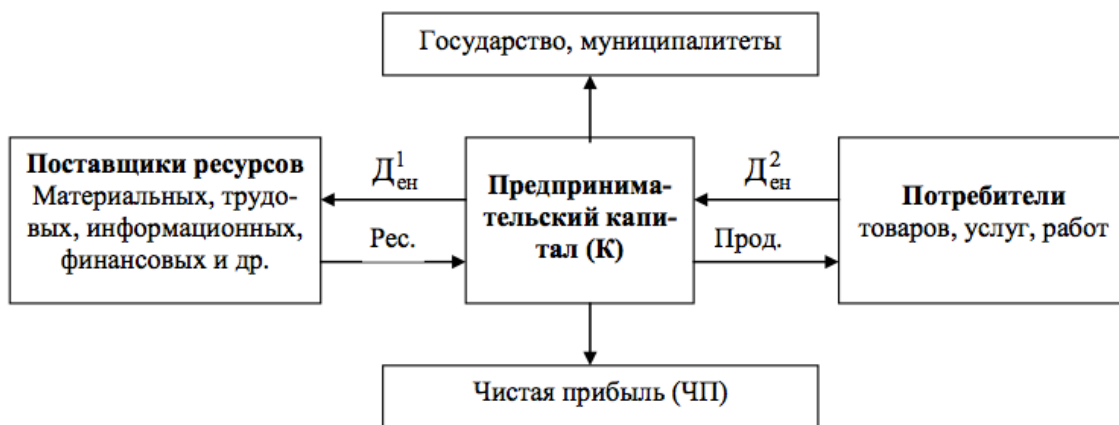 Государство, муниципалитеты
Поставщики ресурсов
Материальных, трудо-
вых, информационных,
финансовых и др.
Д¹ен
Рес.
Предпринима-
тельский капи-
тал (К)
Д²ен
Прод.
Потребители
товаров, услуг, работ
Чистая прибыль (ЧП)